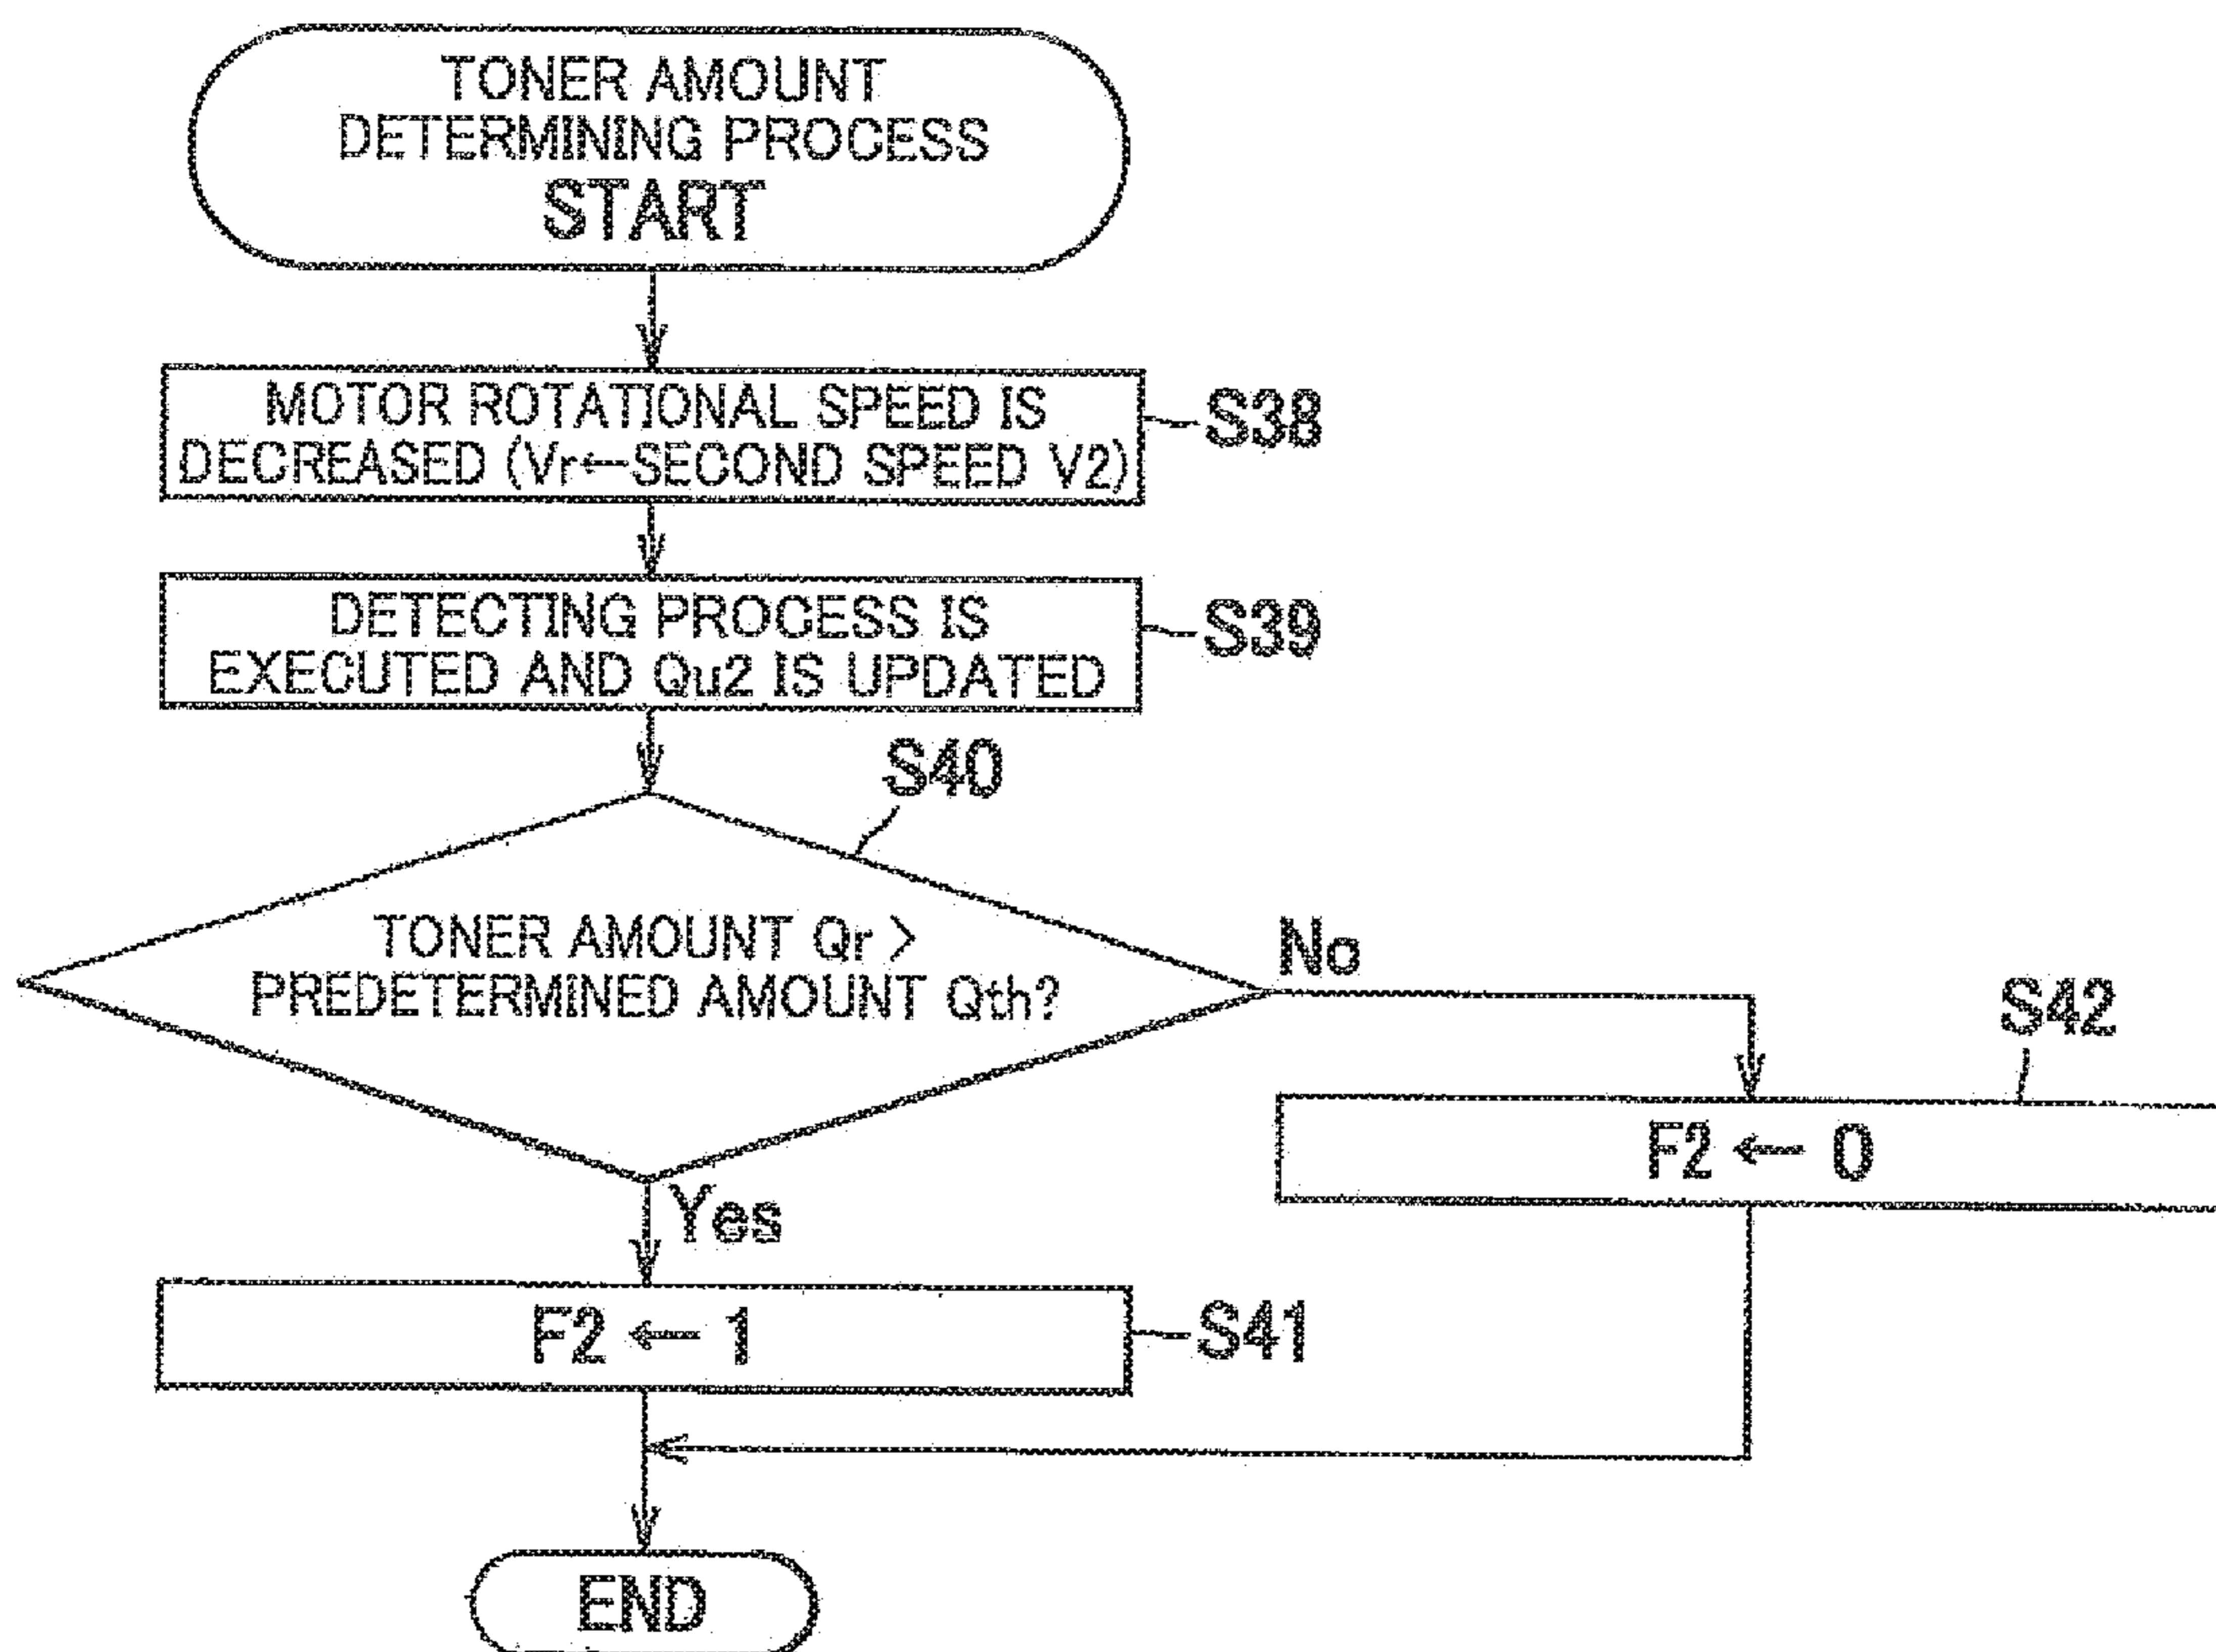 TONER AMOUNT
DETERMINING PROCESS
START
MOTOR ROTATIONAL SPEED IS
DECREASED (Vr←SECOND SPEED V2)
S38
DETECTING PROCESS IS
EXECUTED AND Qu2 IS UPDATED
S39
S40
TONER AMOUNT Qr >
PREDETERMINED AMOUNT Qth?
No
S42
F2 ← 0
Yes
F2 ← 1
S41
END